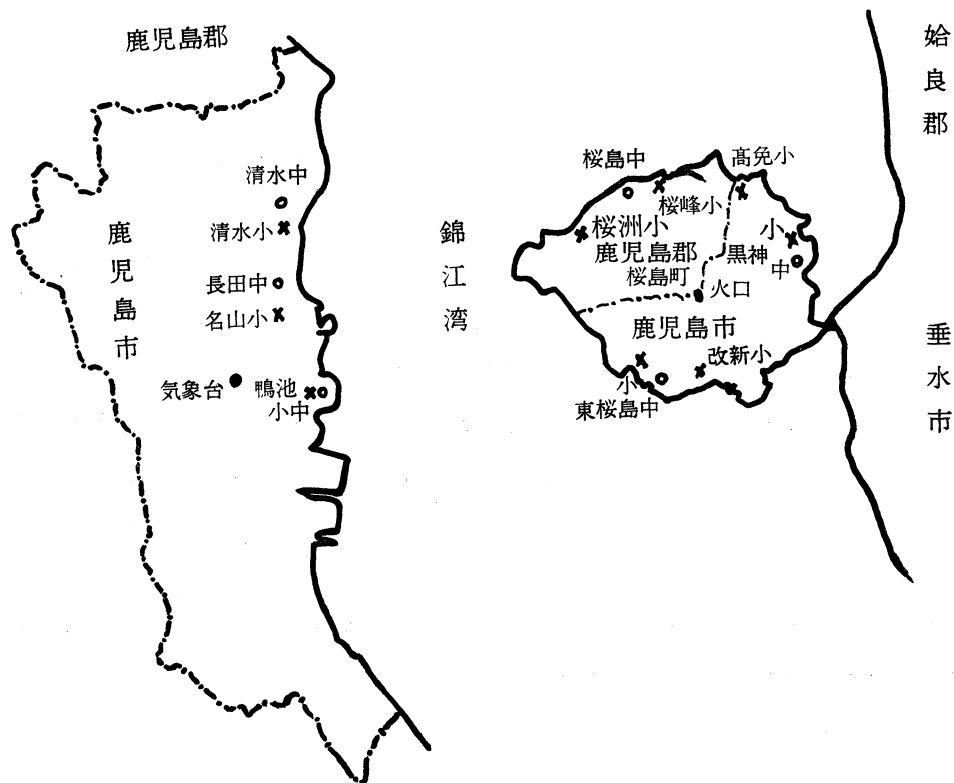 鹿児島郡
姶良郡
清水中
清水小
鹿児島市
長田中
名山小
気象台
鴨池
小中
錦江湾
桜島中
高免小
桜峰小
桜洲小
鹿児島郡
桜島町
小
黒神
中
火口
鹿児島市
改新小
小
東桜島中
垂水市